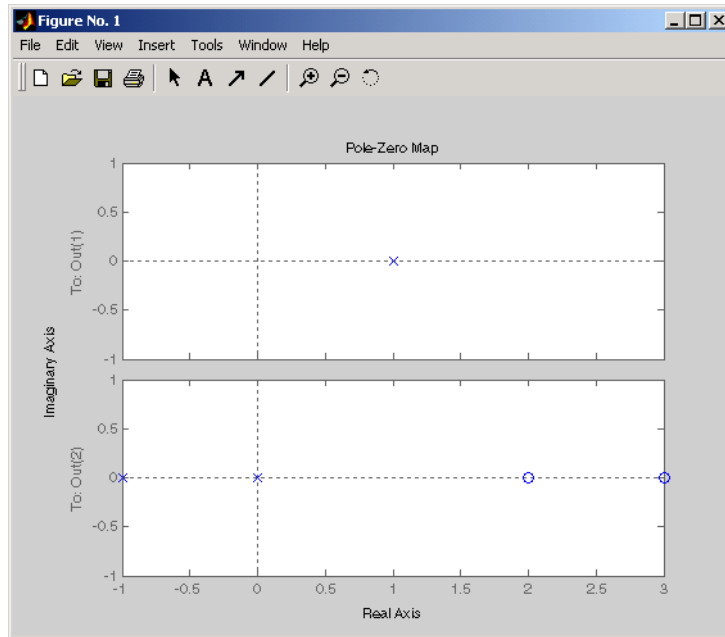 Figure No. 1
File Edit View Insert Tools Window Help
A
Pole-Zero Map
1
0.5
0
-0.5
-1
To: Out(1)
Imaginary Axis
1
0.5
0
-0.5
-1
To: Out(2)
-1 -0.5 0 0.5 1 1.5 2 2.5 3
Real Axis